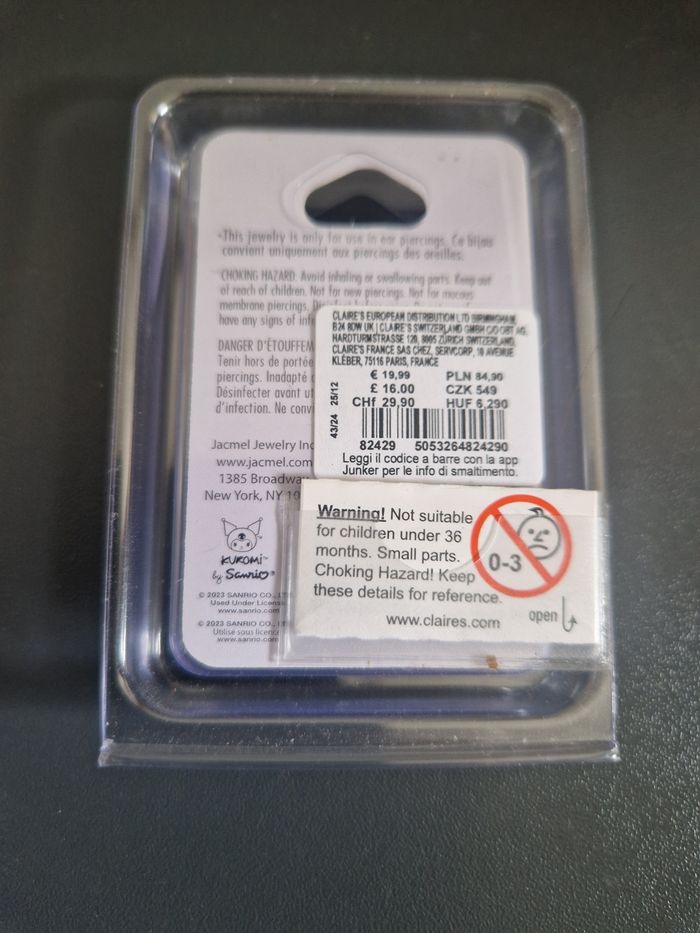 •This jewelry is only for use in ear piercings. Ce bijou
convient uniquement aux piercings des oreilles.
CHOKING HAZARD: Avoid inhaling or swallowing parts. Keep out
of reach of children. Not for new piercings. Not for mucous
membrane piercings.
have any signs of
DANGER D'ÉTOUFFEM
Tenir hors de portée
piercings. Inadapté
Désinfecter avant
d'infection. Ne
Jacmel Jewelry Inc
www.jacmel.com
1385 Broadway
New York, NY 10
KUROMI™
by Sanrio®
© 2023 SANRIO CO., LT
Used Under License
www.sanrio.com
© 2023 SANRIO CO., LT
Utilisé sous licence
www.sanrio.com
CLAIRE'S EUROPEAN DISTRIBUTION LTD BIRMINGHAM,
B24 8DW UK | CLAIRE'S SWITZERLAND GMBH C/O OBT AG,
HARDTURMSTRASSE 120, 8005 ZÜRICH SWITZERLAND,
CLAIRE'S FRANCE SAS CHEZ, SERVCORP, 10 AVENUE
KLÉBER, 75116 PARIS, FRANCE
€ 19,99 PLN 84,90
£ 16.00 CZK 549
CHf 29,90 HUF 6,290
43/24 25/12
82429 5053264824290
Leggi il codice a barre con la app
Junker per le info di smaltimento.
Warning! Not suitable
for children under 36
months. Small parts.
Choking Hazard! Keep
these details for reference.
0-3
www.claires.com
open